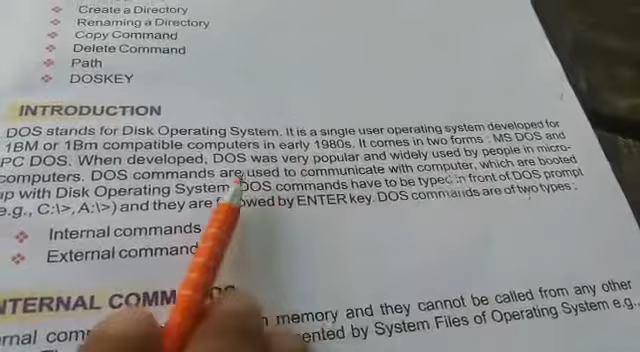 Create a Directory
Renaming a Directory
Copy Command
Delete Command
Path
DOSKEY
INTRODUCTION
DOS stands for Disk Operating System. It is a single user operating system developed for
1BM or 1Bm compatible computers in early 1980s. It comes in two forms : MS DOS and
PC DOS. When developed, DOS was very popular and widely used by people in micro-
computers. DOS commands are used to communicate with computer, which are booted
up with Disk Operating System. DOS commands have to be typed in front of DOS prompt
e.g., C:\>, A:\>) and they are followed by ENTER key. DOS commands are of two types :
Internal commands
External command
NTERNAL COMM
memory and they cannot be called from any other
ented by System Files of Operating System e.g.,